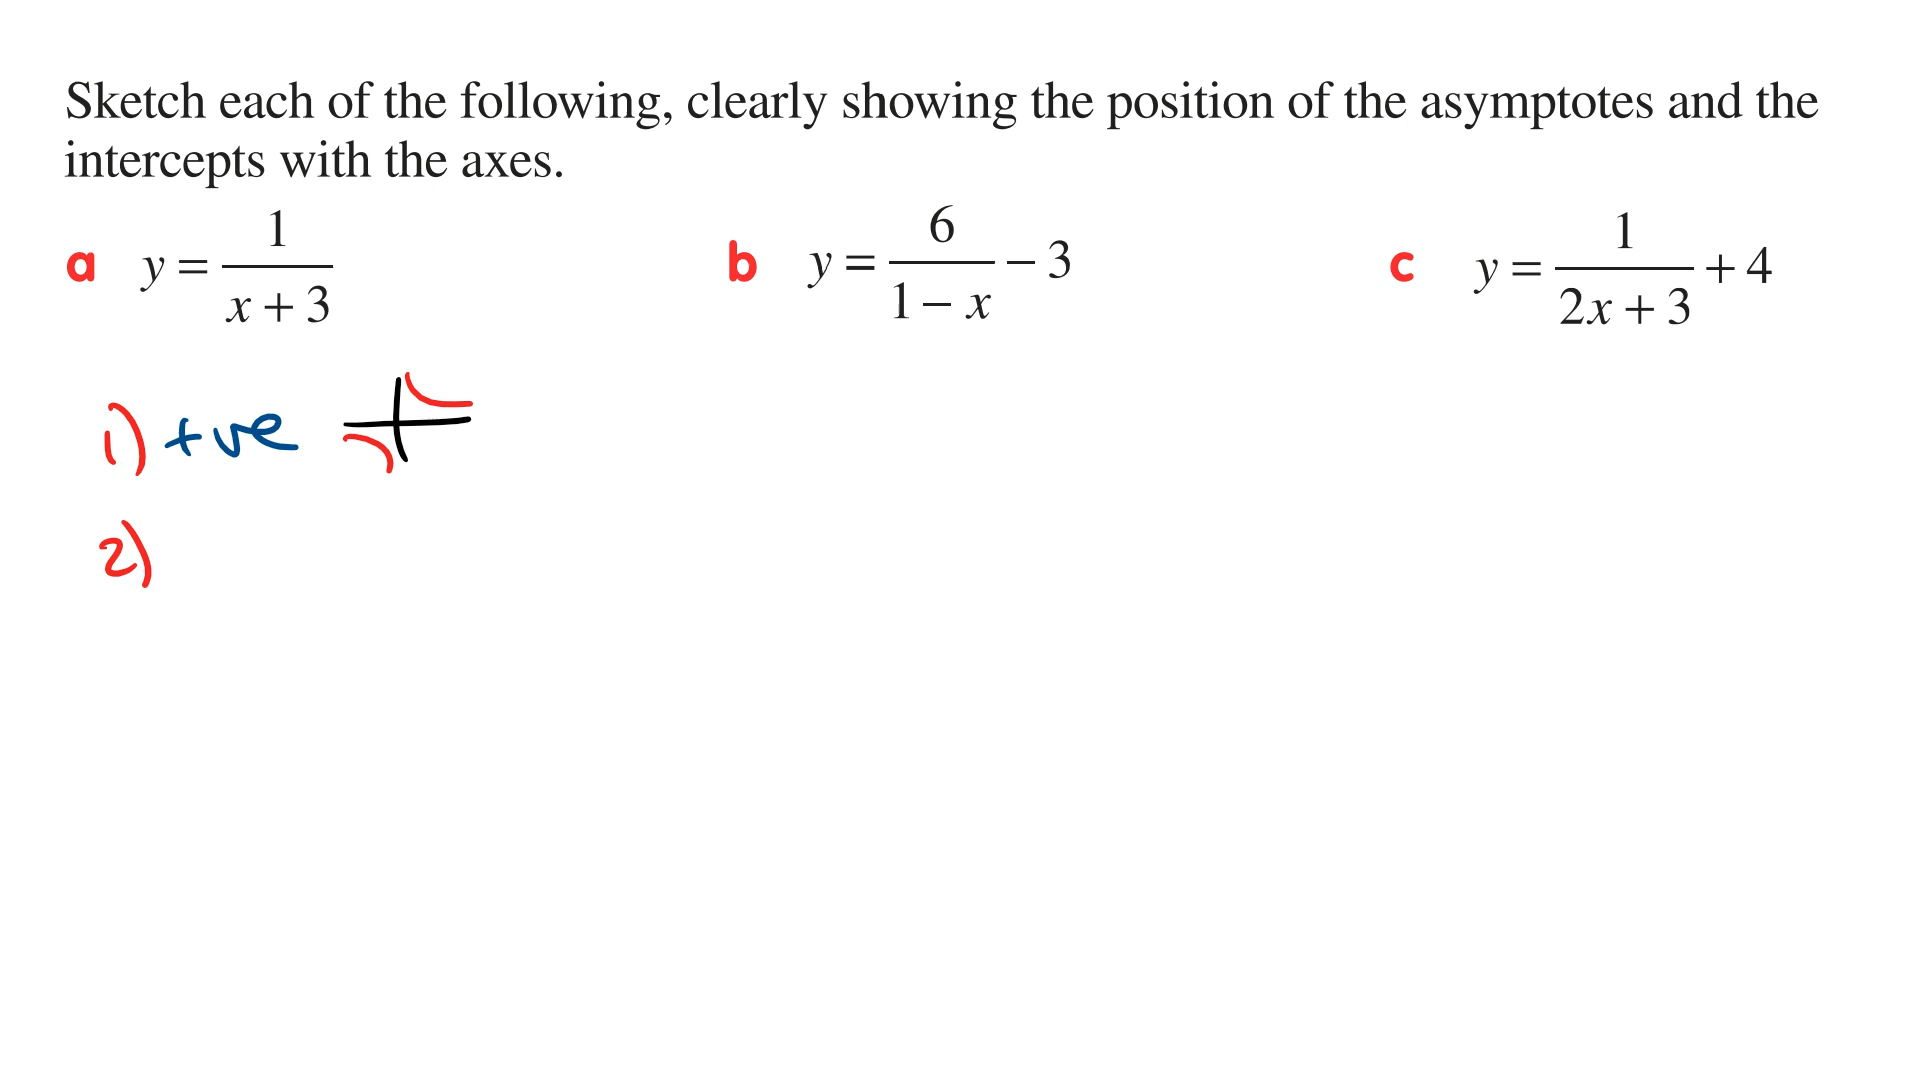 Sketch each of the following, clearly showing the position of the asymptotes and the
intercepts with the axes.
a y = 1/(x + 3)
b y = 6/(1 − x) − 3
c y = 1/(2x + 3) + 4
1) +ve
2)